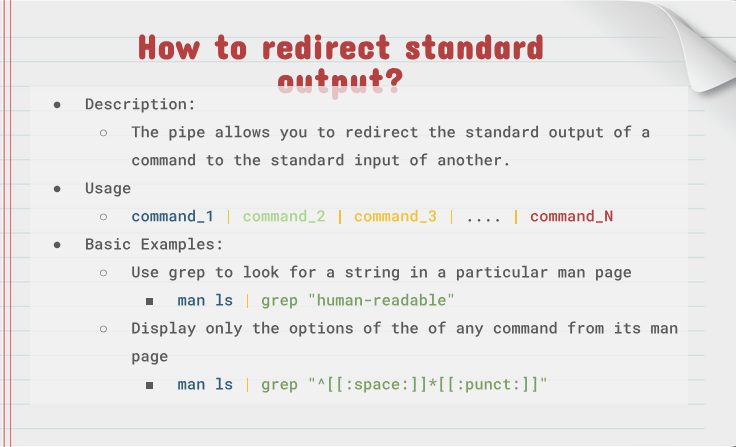 How to redirect standard
output?
● Description:
○ The pipe allows you to redirect the standard output of a
command to the standard input of another.
● Usage
○ command_1 | command_2 | command_3 | .... | command_N
● Basic Examples:
○ Use grep to look for a string in a particular man page
■ man ls | grep "human-readable"
○ Display only the options of the of any command from its man
page
■ man ls | grep "^[[:space:]]*[[:punct:]]"